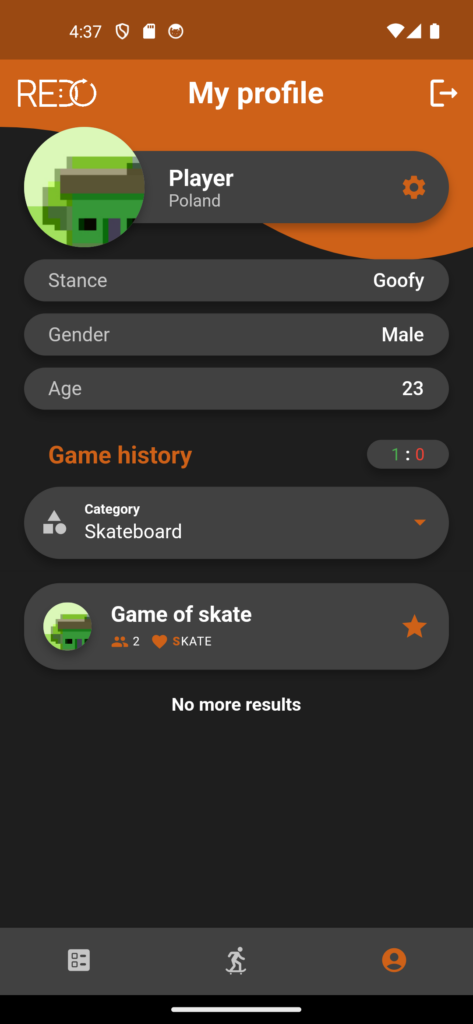 4:37
REDO My profile
Player
Poland
Stance Goofy
Gender Male
Age 23
Game history 1 : 0
Category
Skateboard
Game of skate
2 SKATE
No more results